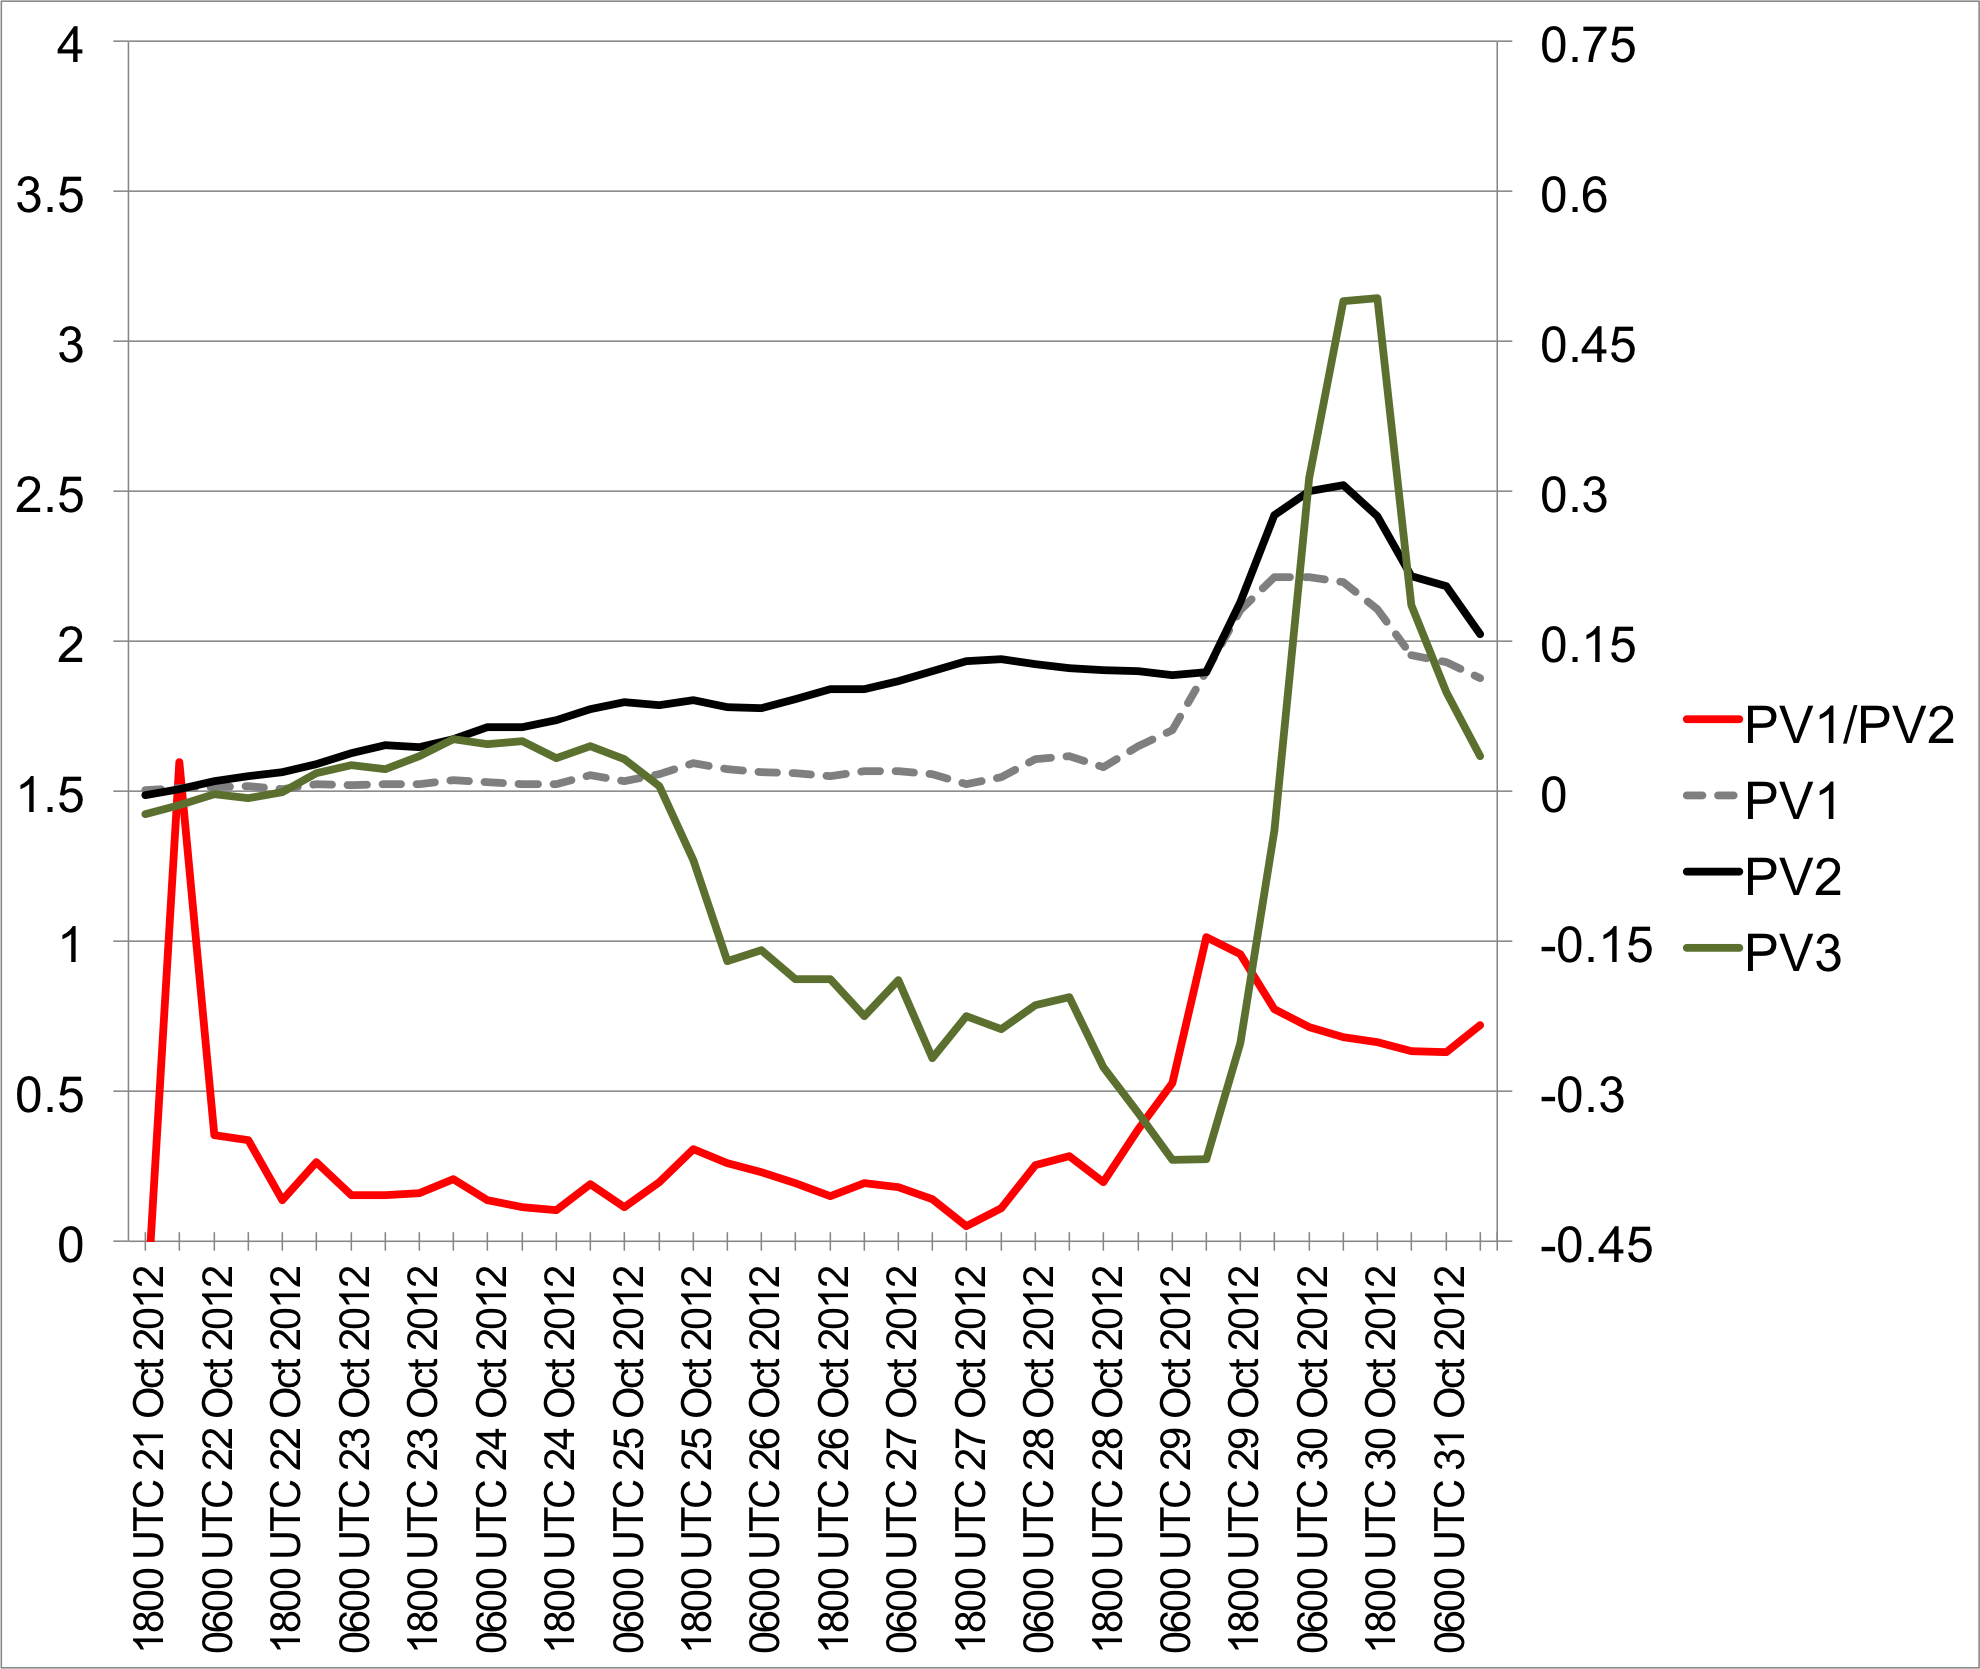 4
3.5
3
2.5
2
1.5
1
0.5
0
0.75
0.6
0.45
0.3
0.15
0
-0.15
-0.3
-0.45
PV1/PV2
PV1
PV2
PV3
1800 UTC 21 Oct 2012
0600 UTC 22 Oct 2012
1800 UTC 22 Oct 2012
0600 UTC 23 Oct 2012
1800 UTC 23 Oct 2012
0600 UTC 24 Oct 2012
1800 UTC 24 Oct 2012
0600 UTC 25 Oct 2012
1800 UTC 25 Oct 2012
0600 UTC 26 Oct 2012
1800 UTC 26 Oct 2012
0600 UTC 27 Oct 2012
1800 UTC 27 Oct 2012
0600 UTC 28 Oct 2012
1800 UTC 28 Oct 2012
0600 UTC 29 Oct 2012
1800 UTC 29 Oct 2012
0600 UTC 30 Oct 2012
1800 UTC 30 Oct 2012
0600 UTC 31 Oct 2012